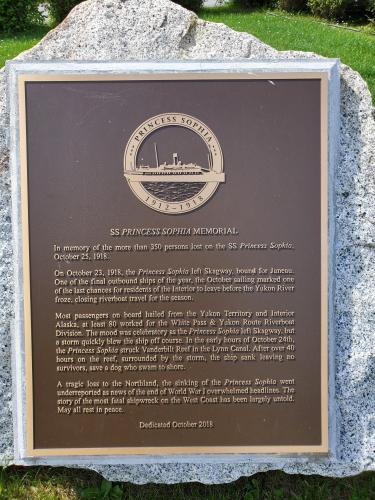 PRINCESS SOPHIA
1912-1918
SS PRINCESS SOPHIA MEMORIAL
In memory of the more than 350 persons lost on the SS Princess Sophia,
October 25, 1918.
On October 23, 1918, the Princess Sophia left Skagway, bound for Juneau.
One of the final outbound ships of the year, the October sailing marked one
of the last chances for residents of the Interior to leave before the Yukon River
froze, closing riverboat travel for the season.
Most passengers on board hailed from the Yukon Territory and Interior
Alaska, at least 80 worked for the White Pass & Yukon Route Riverboat
Division. The mood was celebratory as the Princess Sophia left Skagway, but
a storm quickly blew the ship off course. In the early hours of October 24th,
the Princess Sophia struck Vanderbilt Reef in the Lynn Canal. After over 40
hours on the reef, surrounded by the storm, the ship sank leaving no
survivors, save a dog who swam to shore.
A tragic loss to the Northland, the sinking of the Princess Sophia went
underreported as news of the end of World War I overwhelmed headlines. The
story of the most fatal shipwreck on the West Coast has been largely untold.
May all rest in peace.
Dedicated October 2018